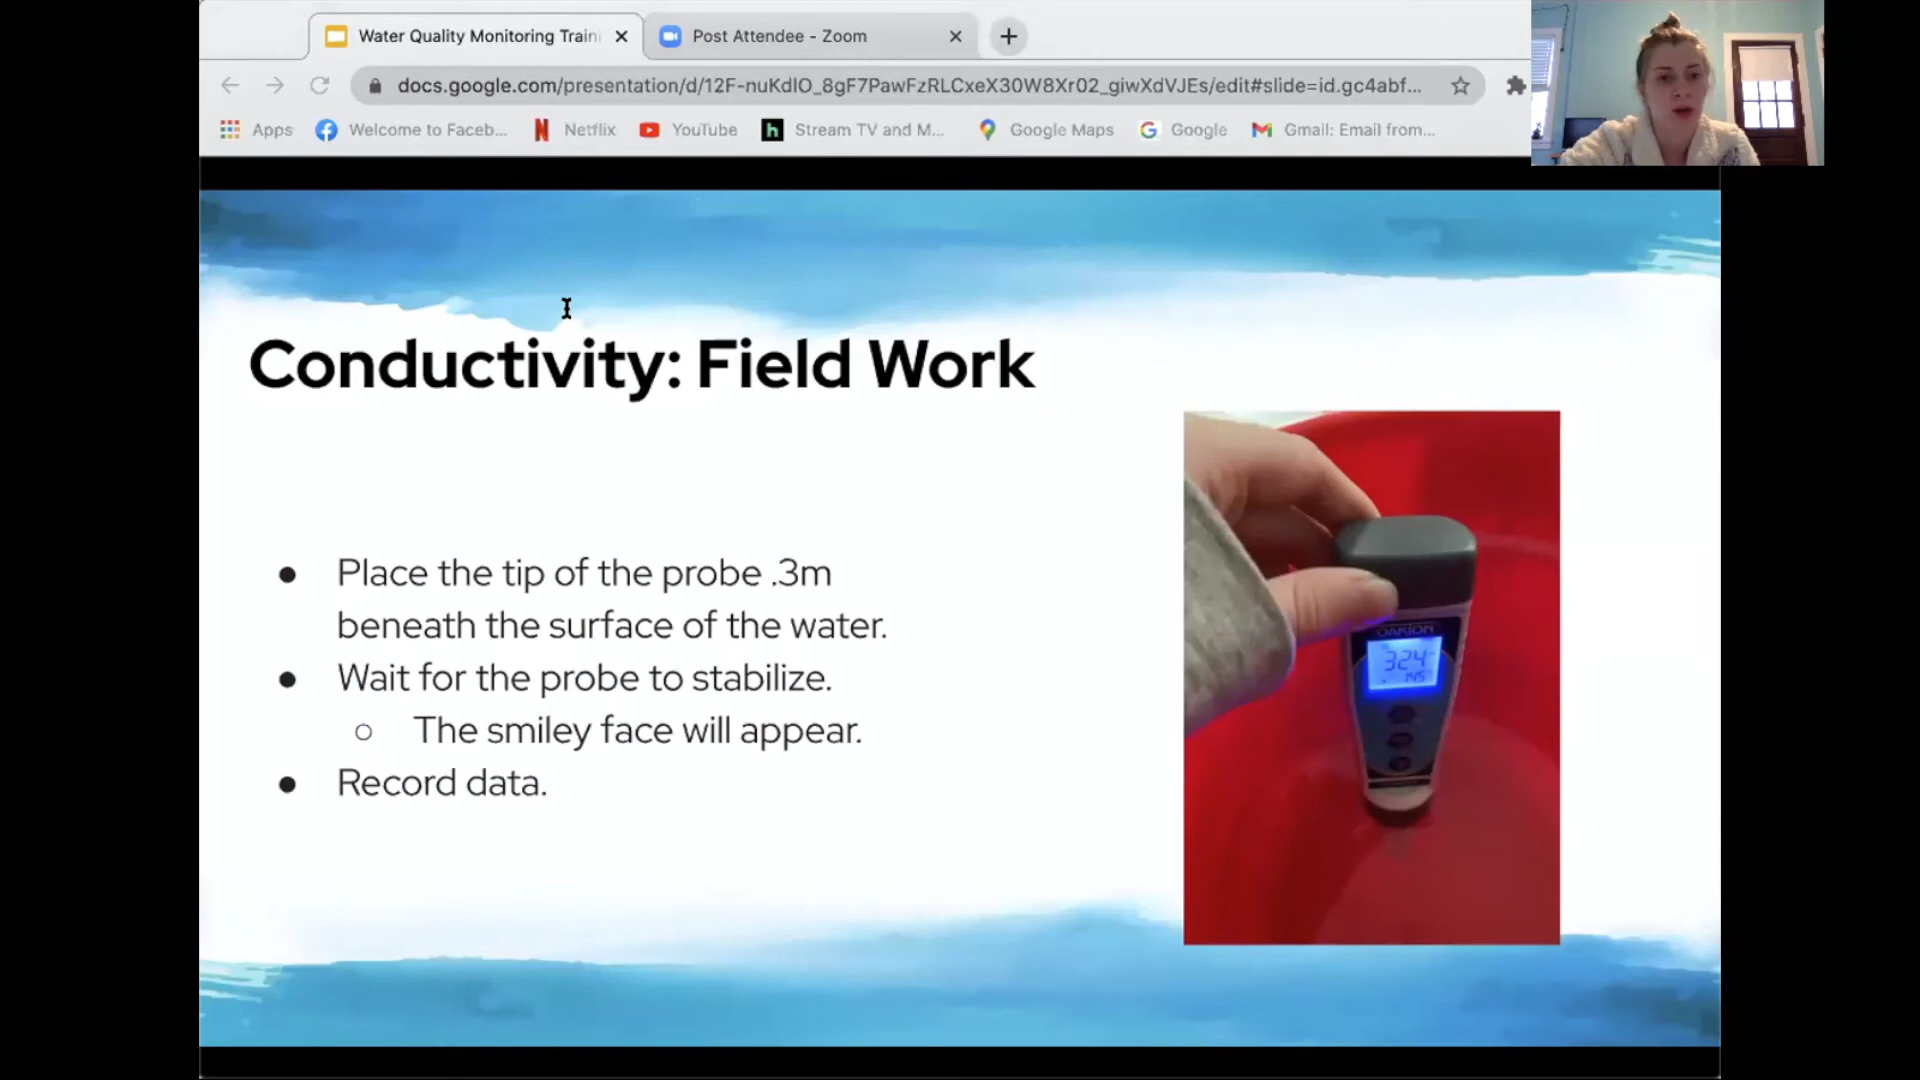 Water Quality Monitoring Train
Post Attendee - Zoom
docs.google.com/presentation/d/12F-nuKdlO_8gF7PawFzRLCxeX30W8Xr02_giwXdVJEs/edit#slide=id.gc4abf...
Apps
Welcome to Faceb...
Netflix
YouTube
Stream TV and M...
Google Maps
Google
Gmail: Email from...
Conductivity: Field Work
● Place the tip of the probe .3m
beneath the surface of the water.
● Wait for the probe to stabilize.
○ The smiley face will appear.
● Record data.
OAKTON
324